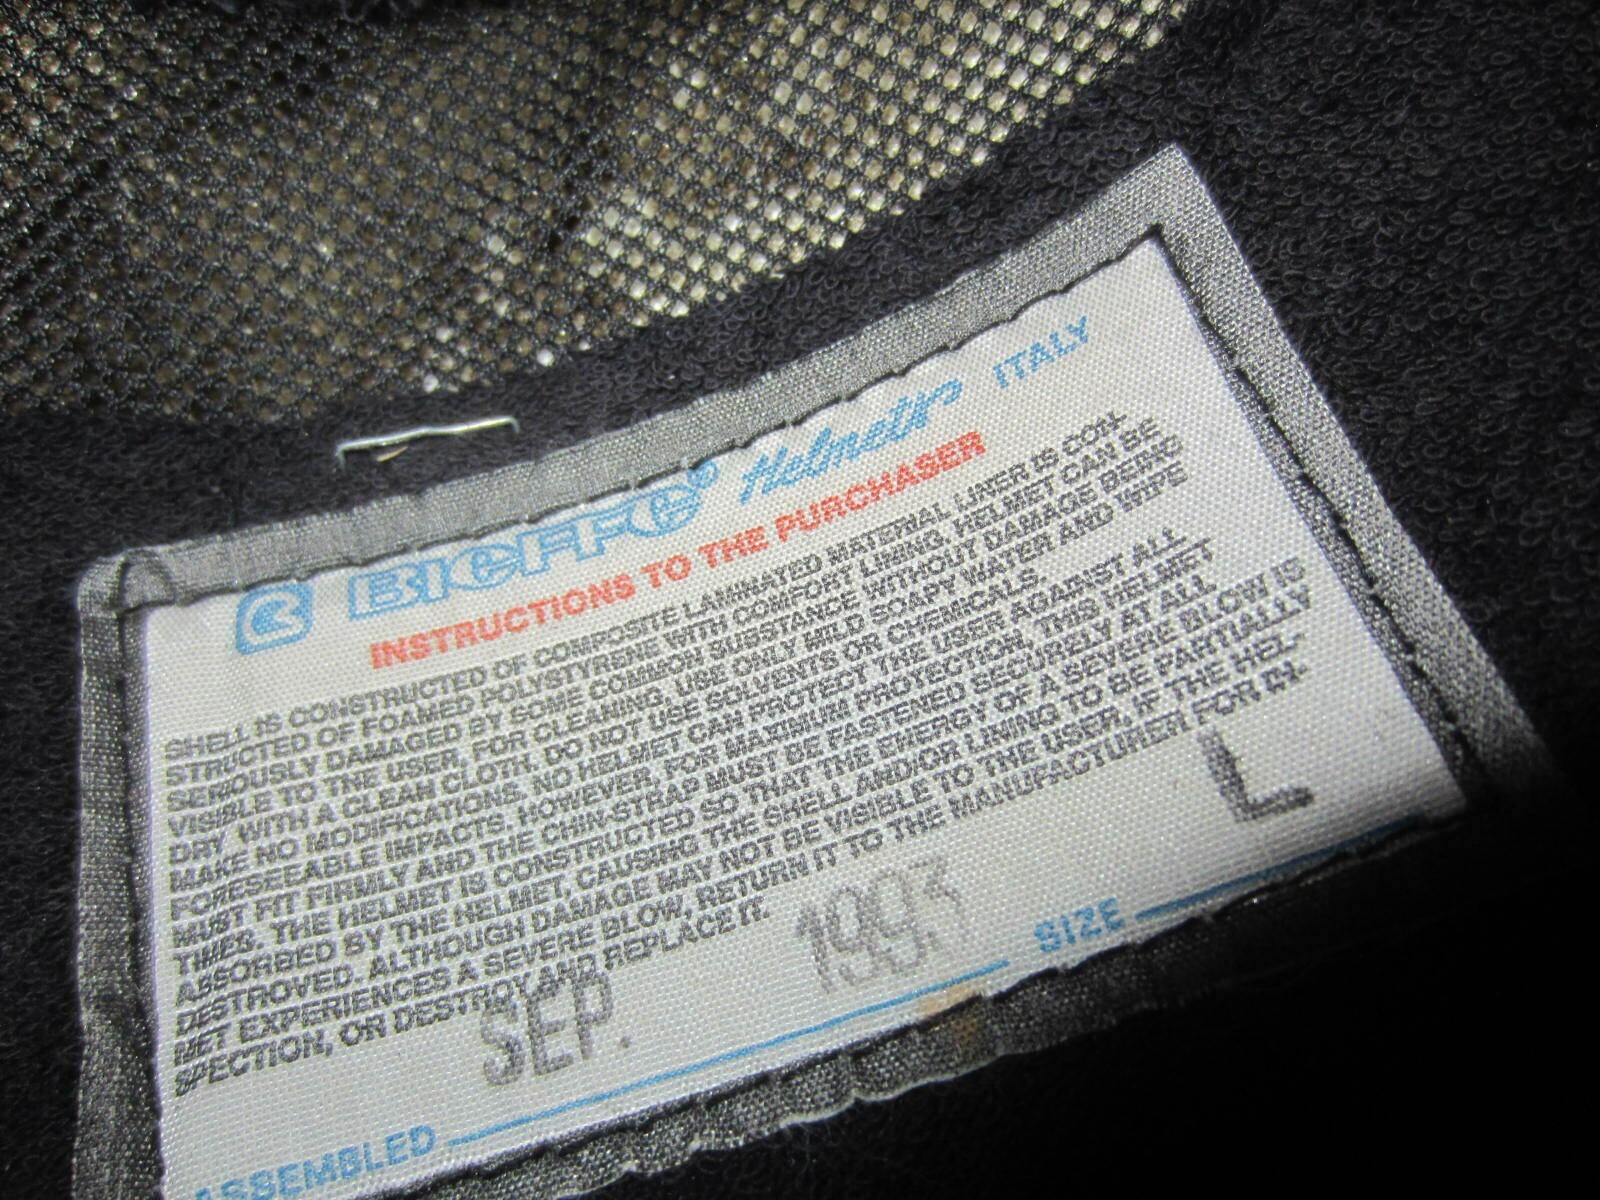 BIEFFE® Helmets ITALY
INSTRUCTIONS TO THE PURCHASER
SHELL IS CONSTRUCTED OF COMPOSITE LAMINATED MATERIAL LINER IS CON-
STRUCTED OF FOAMED POLYSTYRENE WITH COMFORT LINING. HELMET CAN BE
SERIOUSLY DAMAGED BY SOME COMMON SUBSTANCE WITHOUT DAMAGE BEING
VISIBLE TO THE USER. FOR CLEANING, USE ONLY MILD SOAPY WATER AND WIPE
DRY WITH A CLEAN CLOTH. DO NOT USE SOLVENTS OR CHEMICALS.
MAKE NO MODIFICATIONS. NO HELMET CAN PROTECT THE USER AGAINST ALL
FORESEEABLE IMPACTS. HOWEVER, FOR MAXIMUM PROTECTION, THIS HELMET
MUST FIT FIRMLY AND THE CHIN-STRAP MUST BE FASTENED SECURELY AT ALL
TIMES. THE HELMET IS CONSTRUCTED SO THAT THE ENERGY OF A SEVERE BLOW IS
ABSORBED BY THE HELMET, CAUSING THE SHELL AND/OR LINING TO BE PARTIALLY
DESTROYED. ALTHOUGH DAMAGE MAY NOT BE VISIBLE TO THE USER, IF THE HEL-
MET EXPERIENCES A SEVERE BLOW, RETURN IT TO THE MANUFACTURER FOR IN-
SPECTION, OR DESTROY AND REPLACE IT.
ASSEMBLED SEP. 1993 SIZE L